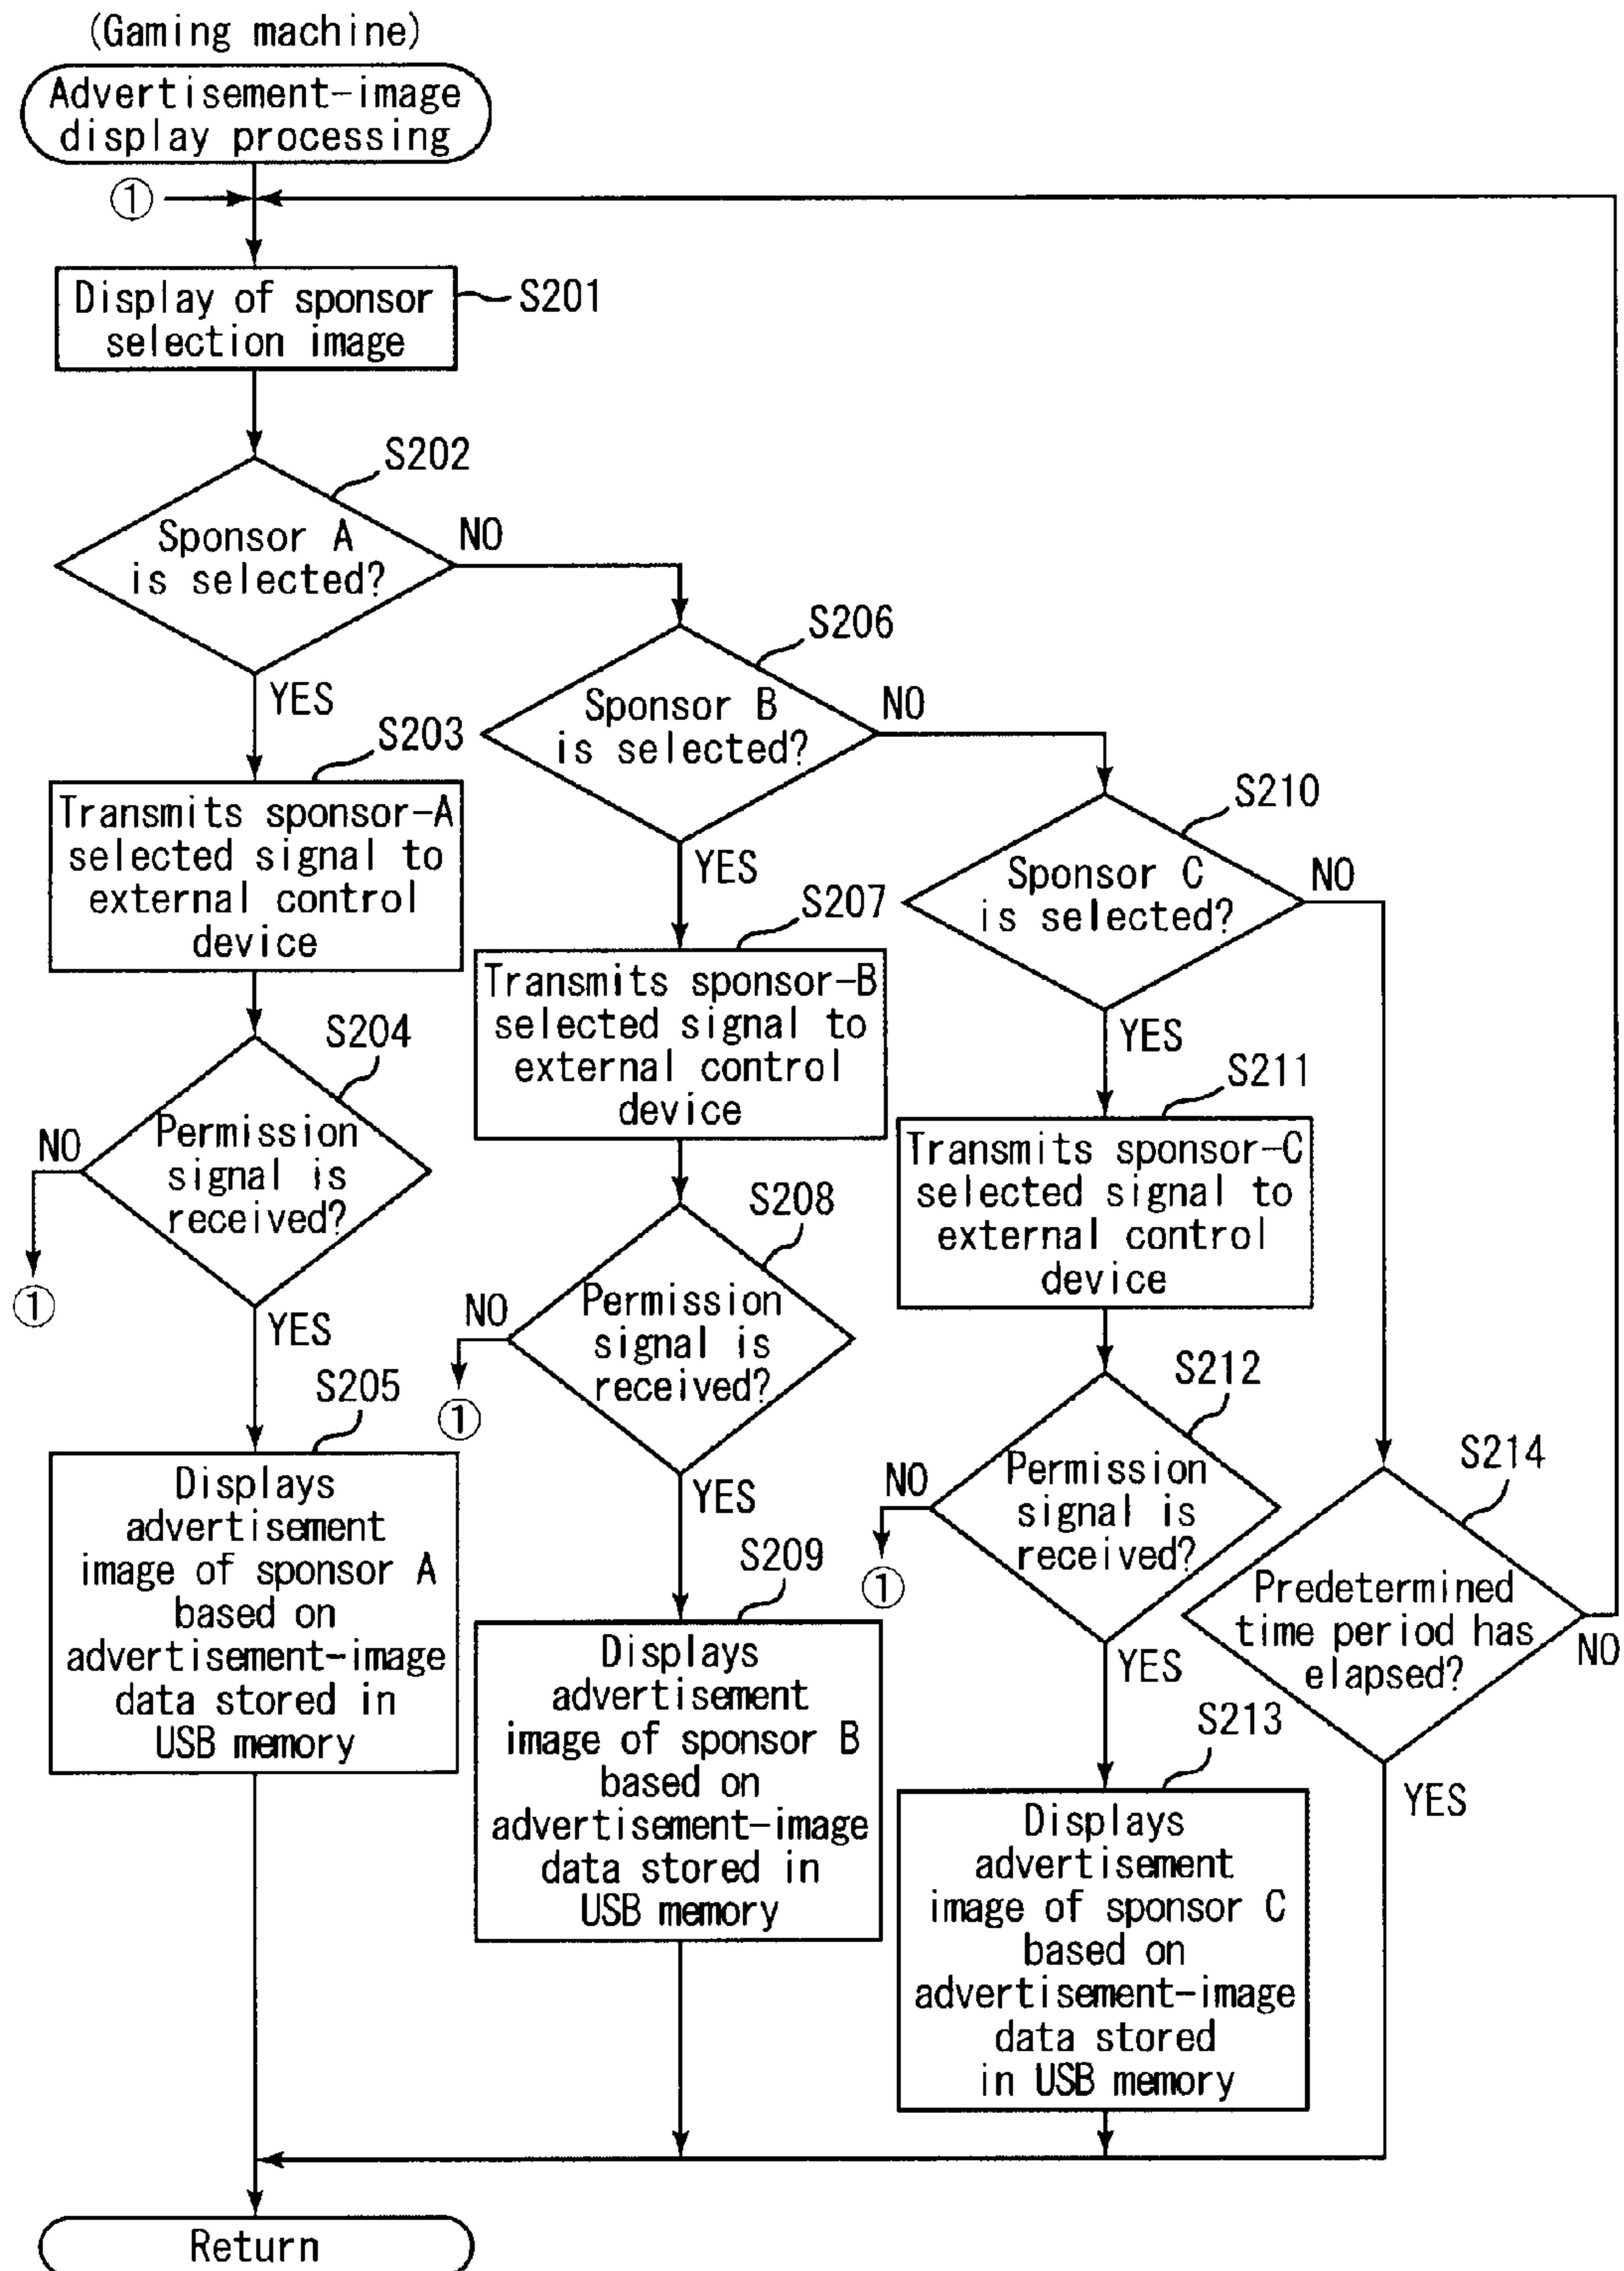 (Gaming machine)
Advertisement-image
display processing
①
Display of sponsor
selection image
S201
S202
Sponsor A
is selected?
NO
YES
S203
Transmits sponsor-A
selected signal to
external control
device
S204
Permission
signal is
received?
NO
①
YES
S205
Displays
advertisement
image of sponsor A
based on
advertisement-image
data stored in
USB memory
S206
Sponsor B
is selected?
NO
YES
S207
Transmits sponsor-B
selected signal to
external control
device
S208
Permission
signal is
received?
NO
①
YES
S209
Displays
advertisement
image of sponsor B
based on
advertisement-image
data stored in
USB memory
S210
Sponsor C
is selected?
NO
YES
S211
Transmits sponsor-C
selected signal to
external control
device
S212
Permission
signal is
received?
NO
①
YES
S213
Displays
advertisement
image of sponsor C
based on
advertisement-image
data stored
in USB memory
S214
Predetermined
time period has
elapsed?
NO
YES
Return